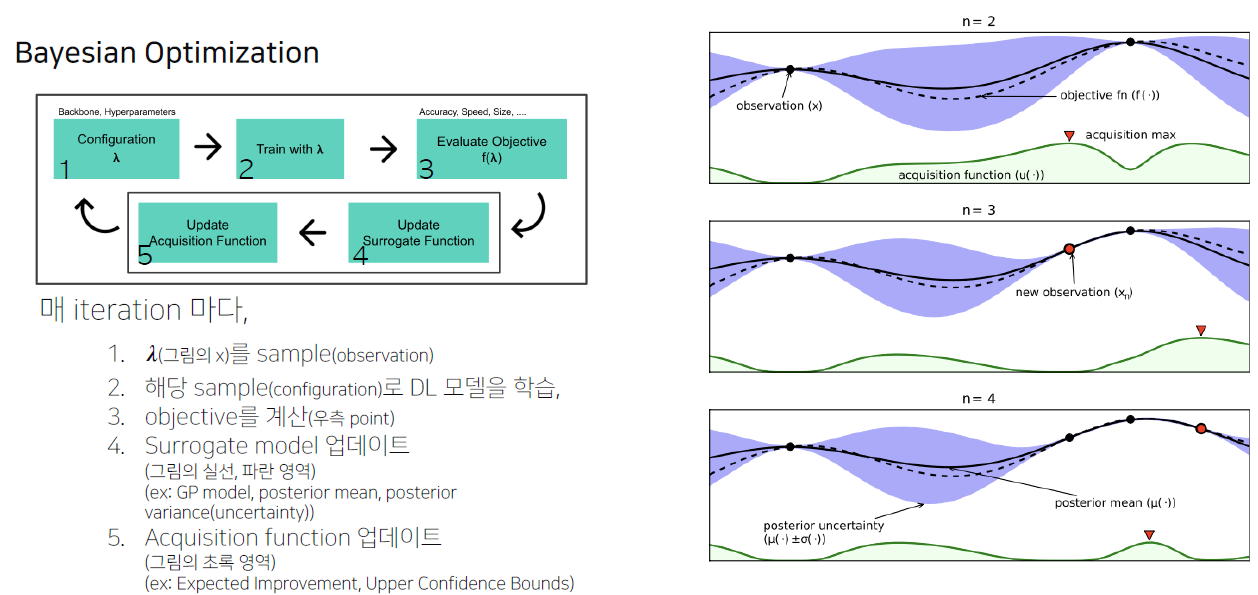 Bayesian Optimization
Backbone, Hyperparameters
Accuracy, Speed, Size, ....
Configuration
λ
1
Train with λ
2
Evaluate Objective
f(λ)
3
Update
Acquisition Function
5
Update
Surrogate Function
4
매 iteration 마다,
1. λ(그림의 x)를 sample(observation)
2. 해당 sample(configuration)로 DL 모델을 학습,
3. objective를 계산(우측 point)
4. Surrogate model 업데이트
(그림의 실선, 파란 영역)
(ex: GP model, posterior mean, posterior
variance(uncertainty))
5. Acquisition function 업데이트
(그림의 초록 영역)
(ex: Expected Improvement, Upper Confidence Bounds)
n = 2
observation (x)
objective fn (f(·))
acquisition max
acquisition function (u(·))
n = 3
new observation (xₙ)
n = 4
posterior mean (μ(·))
posterior uncertainty
(μ(·) ±σ(·))